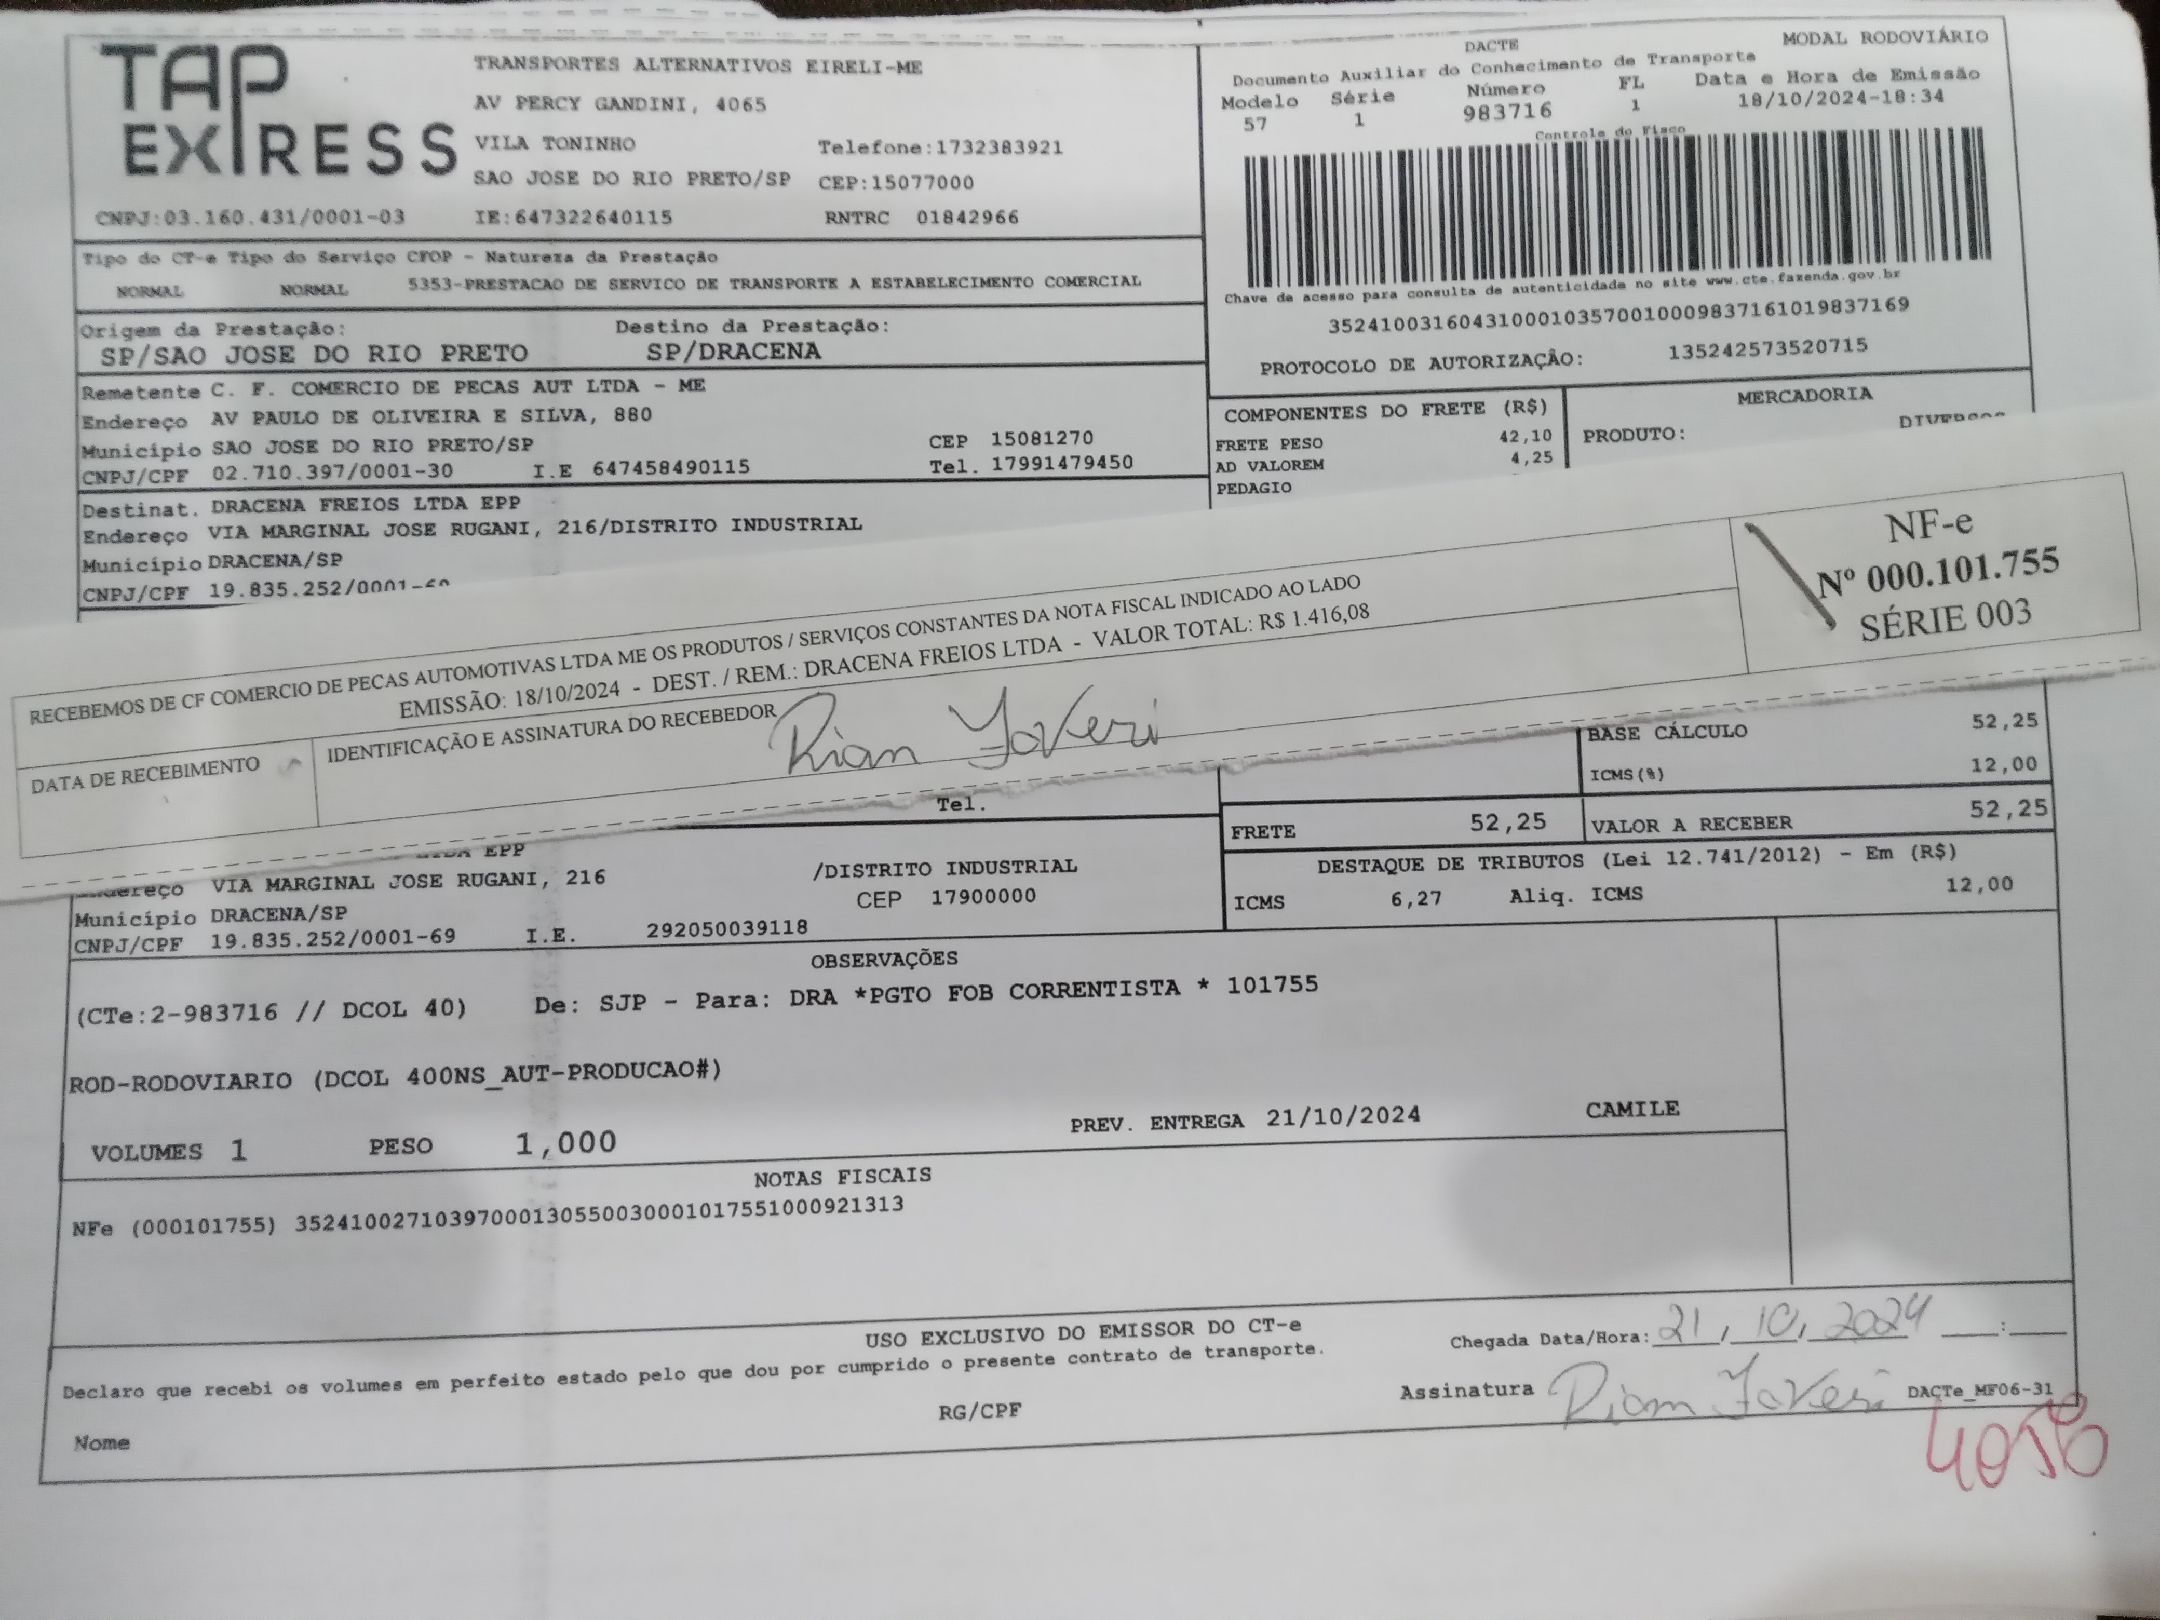 TAP EXPRESS
TRANSPORTES ALTERNATIVOS EIRELI-ME
AV PERCY GANDINI, 4065
VILA TONINHO Telefone:1732383921
SAO JOSE DO RIO PRETO/SP CEP:15077000
CNPJ:03.160.431/0001-03 IE:647322640115 RNTRC 01842966
DACTE MODAL RODOVIÁRIO
Documento Auxiliar do Conhecimento de Transporte
Modelo Série Número FL Data e Hora de Emissão
57 1 983716 1 18/10/2024-18:34
Controle do Fisco
Chave de acesso para consulta de autenticidade no site www.cte.fazenda.gov.br
35241003160431000103570010009837161019837169
PROTOCOLO DE AUTORIZAÇÃO: 135242573520715
Tipo do CT-e Tipo do Serviço CFOP - Natureza da Prestação
NORMAL NORMAL 5353-PRESTACAO DE SERVICO DE TRANSPORTE A ESTABELECIMENTO COMERCIAL
Origem da Prestação: Destino da Prestação:
SP/SAO JOSE DO RIO PRETO SP/DRACENA
Remetente C. F. COMERCIO DE PECAS AUT LTDA - ME
Endereço AV PAULO DE OLIVEIRA E SILVA, 880
Município SAO JOSE DO RIO PRETO/SP CEP 15081270
CNPJ/CPF 02.710.397/0001-30 I.E 647458490115 Tel. 17991479450
COMPONENTES DO FRETE (R$) MERCADORIA
FRETE PESO 42,10 PRODUTO: DIVERSOS
AD VALOREM 4,25
PEDAGIO
Destinat. DRACENA FREIOS LTDA EPP
Endereço VIA MARGINAL JOSE RUGANI, 216/DISTRITO INDUSTRIAL
Município DRACENA/SP
CNPJ/CPF 19.835.252/0001-69
RECEBEMOS DE CF COMERCIO DE PECAS AUTOMOTIVAS LTDA ME OS PRODUTOS / SERVIÇOS CONSTANTES DA NOTA FISCAL INDICADO AO LADO
EMISSÃO: 18/10/2024 - DEST. / REM.: DRACENA FREIOS LTDA - VALOR TOTAL: R$ 1.416,08
NF-e
Nº 000.101.755
SÉRIE 003
DATA DE RECEBIMENTO
IDENTIFICAÇÃO E ASSINATURA DO RECEBEDOR Rian
BASE CÁLCULO 52,25
ICMS(%) 12,00
Tel.
FRETE 52,25 VALOR A RECEBER 52,25
DESTAQUE DE TRIBUTOS (Lei 12.741/2012) - Em (R$)
ICMS 6,27 Aliq. ICMS 12,00
EPP
Endereço VIA MARGINAL JOSE RUGANI, 216 /DISTRITO INDUSTRIAL
Município DRACENA/SP CEP 17900000
CNPJ/CPF 19.835.252/0001-69 I.E. 292050039118
OBSERVAÇÕES
(CTe:2-983716 // DCOL 40) De: SJP - Para: DRA *PGTO FOB CORRENTISTA * 101755
ROD-RODOVIARIO (DCOL 400NS_AUT-PRODUCAO#)
VOLUMES 1 PESO 1,000 PREV. ENTREGA 21/10/2024 CAMILE
NOTAS FISCAIS
NFe (000101755) 35241002710397000130550030001017551000921313
USO EXCLUSIVO DO EMISSOR DO CT-e
Declaro que recebi os volumes em perfeito estado pelo que dou por cumprido o presente contrato de transporte.
Chegada Data/Hora: 21, 10, 2024 :
Nome RG/CPF Assinatura Rian DACTe_MF06-31